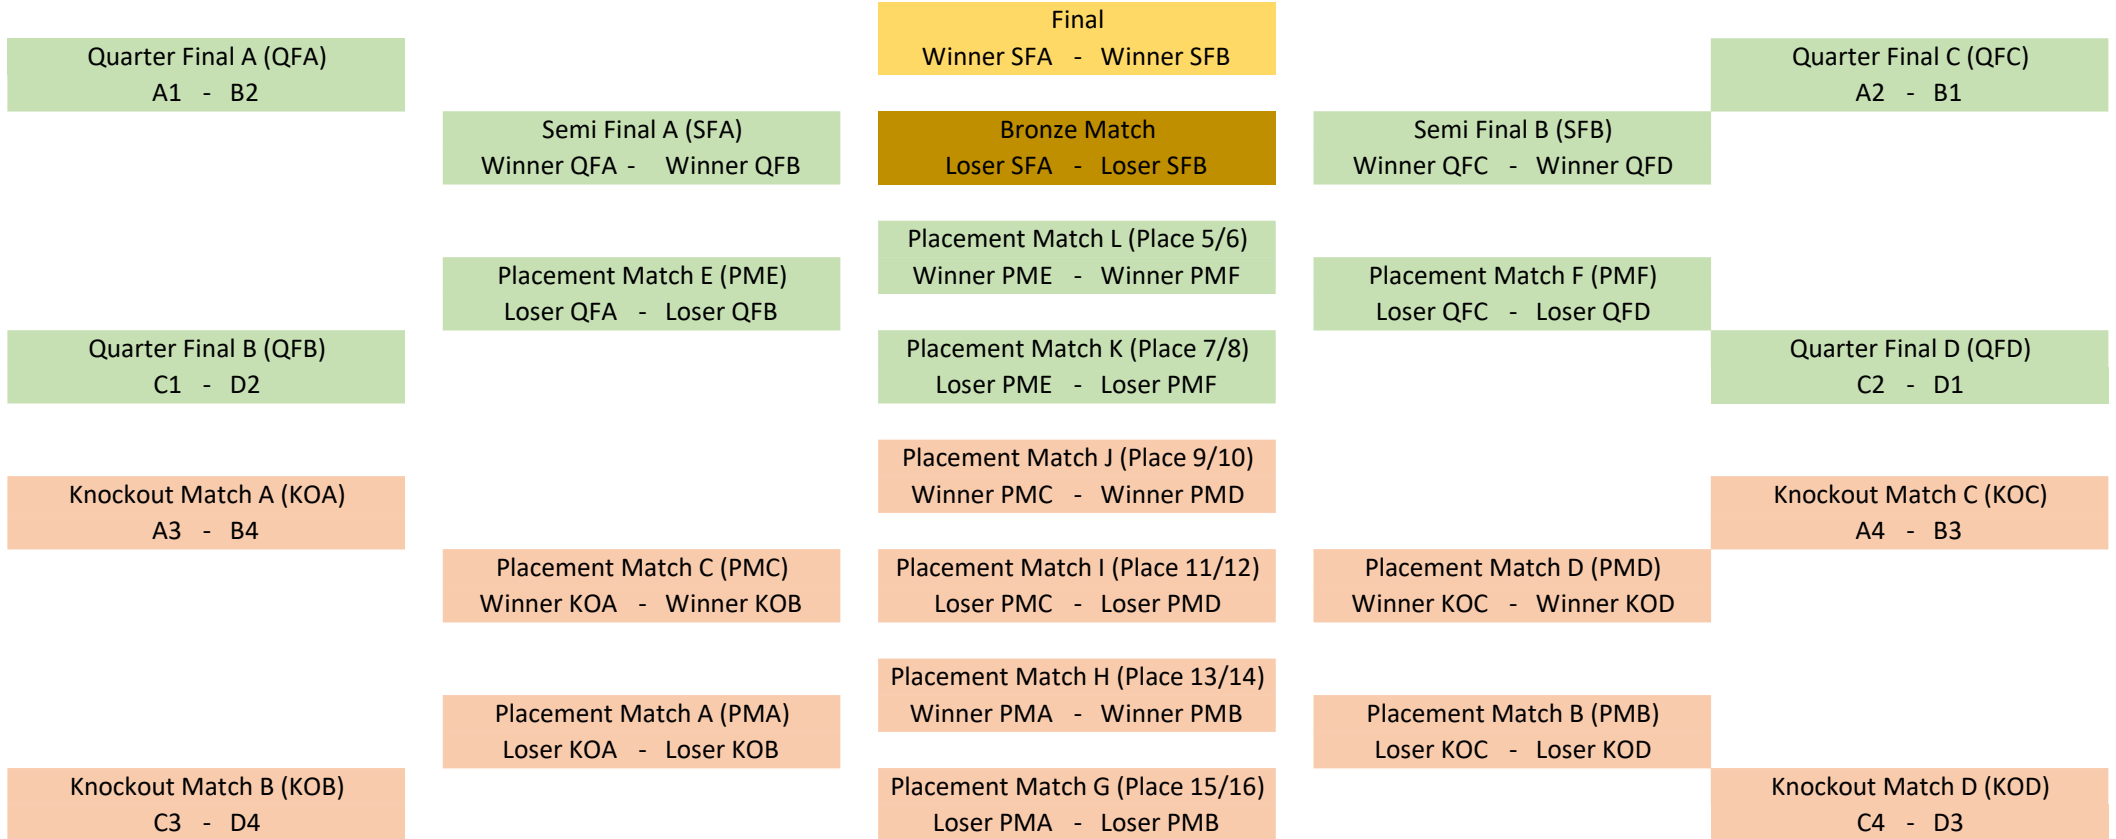 Final
Winner SFA - Winner SFB
Quarter Final A (QFA)
A1 - B2
Quarter Final C (QFC)
A2 - B1
Semi Final A (SFA)
Winner QFA - Winner QFB
Bronze Match
Loser SFA - Loser SFB
Semi Final B (SFB)
Winner QFC - Winner QFD
Placement Match L (Place 5/6)
Winner PME - Winner PMF
Placement Match E (PME)
Loser QFA - Loser QFB
Placement Match F (PMF)
Loser QFC - Loser QFD
Quarter Final B (QFB)
C1 - D2
Placement Match K (Place 7/8)
Loser PME - Loser PMF
Quarter Final D (QFD)
C2 - D1
Placement Match J (Place 9/10)
Winner PMC - Winner PMD
Knockout Match A (KOA)
A3 - B4
Knockout Match C (KOC)
A4 - B3
Placement Match C (PMC)
Winner KOA - Winner KOB
Placement Match I (Place 11/12)
Loser PMC - Loser PMD
Placement Match D (PMD)
Winner KOC - Winner KOD
Placement Match H (Place 13/14)
Winner PMA - Winner PMB
Placement Match A (PMA)
Loser KOA - Loser KOB
Placement Match B (PMB)
Loser KOC - Loser KOD
Knockout Match B (KOB)
C3 - D4
Placement Match G (Place 15/16)
Loser PMA - Loser PMB
Knockout Match D (KOD)
C4 - D3